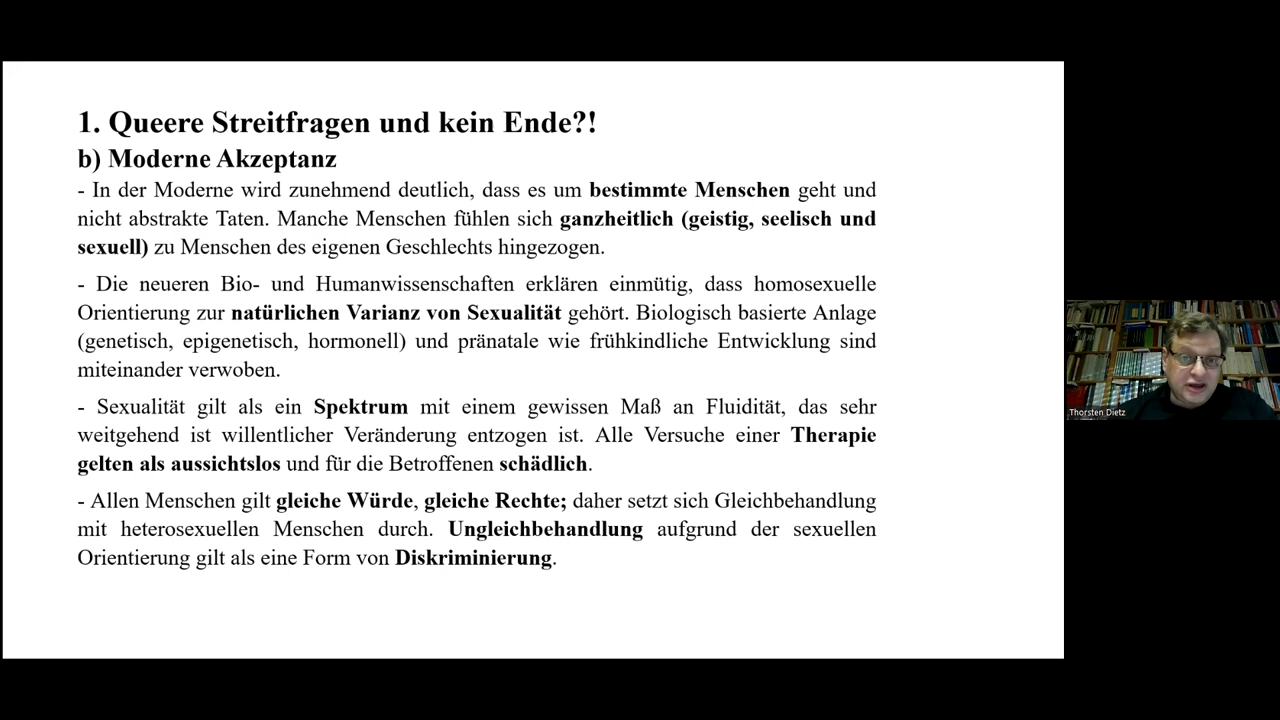 1. Queere Streitfragen und kein Ende?!
b) Moderne Akzeptanz
- In der Moderne wird zunehmend deutlich, dass es um bestimmte Menschen geht und
nicht abstrakte Taten. Manche Menschen fühlen sich ganzheitlich (geistig, seelisch und
sexuell) zu Menschen des eigenen Geschlechts hingezogen.
- Die neueren Bio- und Humanwissenschaften erklären einmütig, dass homosexuelle
Orientierung zur natürlichen Varianz von Sexualität gehört. Biologisch basierte Anlage
(genetisch, epigenetisch, hormonell) und pränatale wie frühkindliche Entwicklung sind
miteinander verwoben.
- Sexualität gilt als ein Spektrum mit einem gewissen Maß an Fluidität, das sehr
weitgehend ist willentlicher Veränderung entzogen ist. Alle Versuche einer Therapie
gelten als aussichtslos und für die Betroffenen schädlich.
- Allen Menschen gilt gleiche Würde, gleiche Rechte; daher setzt sich Gleichbehandlung
mit heterosexuellen Menschen durch. Ungleichbehandlung aufgrund der sexuellen
Orientierung gilt als eine Form von Diskriminierung.
Thorsten Dietz